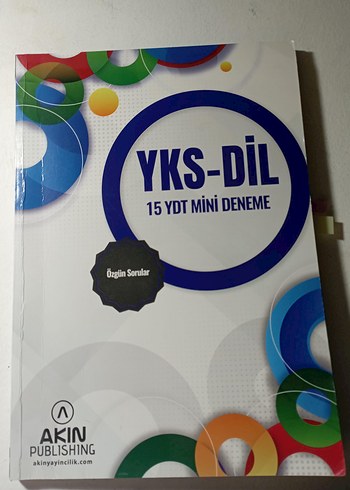 YKS-DİL
15 YDT MİNİ DENEME
Özgün Sorular
AKIN
PUBLISHING
akinyayincilik.com